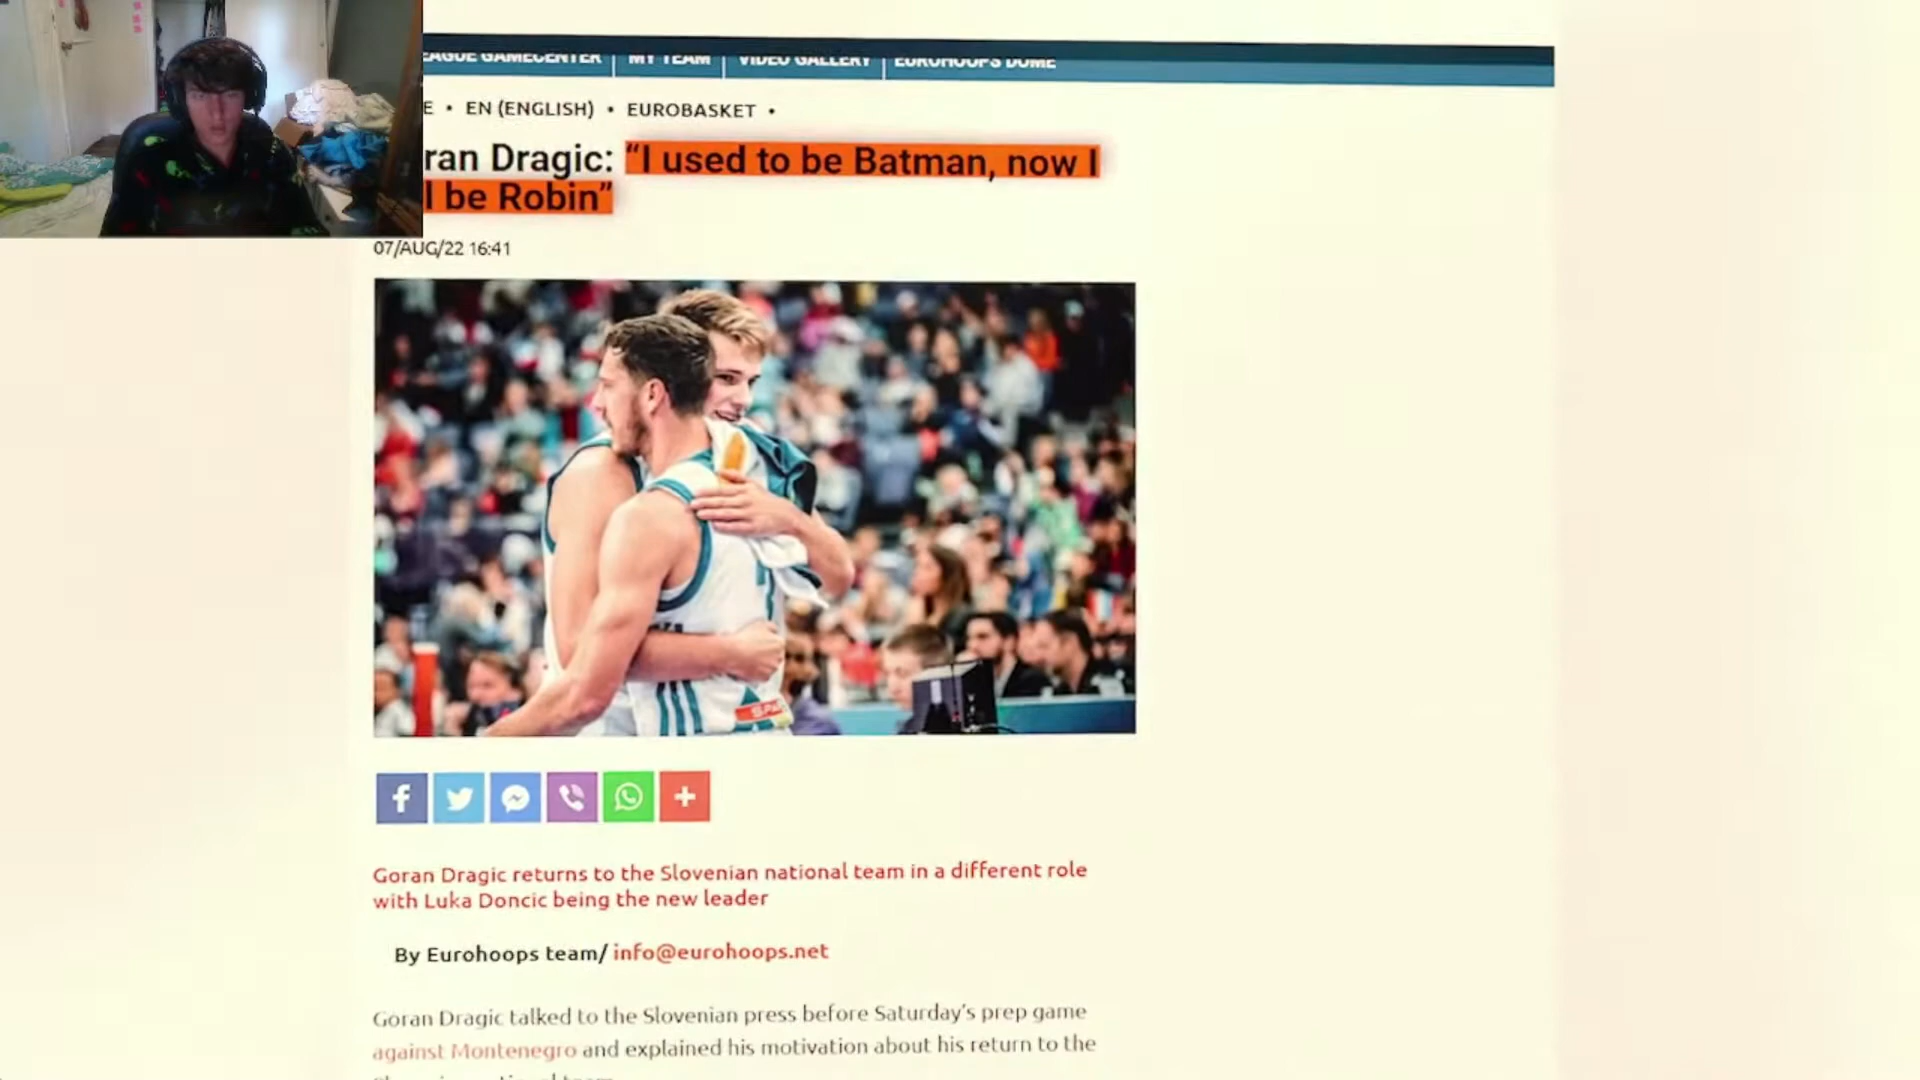 EAGUE GAMECENTER MY TEAM VIDEO GALLERY EUROHOOPS DOME
E • EN (ENGLISH) • EUROBASKET •
ran Dragic: “I used to be Batman, now I
l be Robin”
07/AUG/22 16:41
Goran Dragic returns to the Slovenian national team in a different role
with Luka Doncic being the new leader
By Eurohoops team/ info@eurohoops.net
Goran Dragic talked to the Slovenian press before Saturday’s prep game
against Montenegro and explained his motivation about his return to the